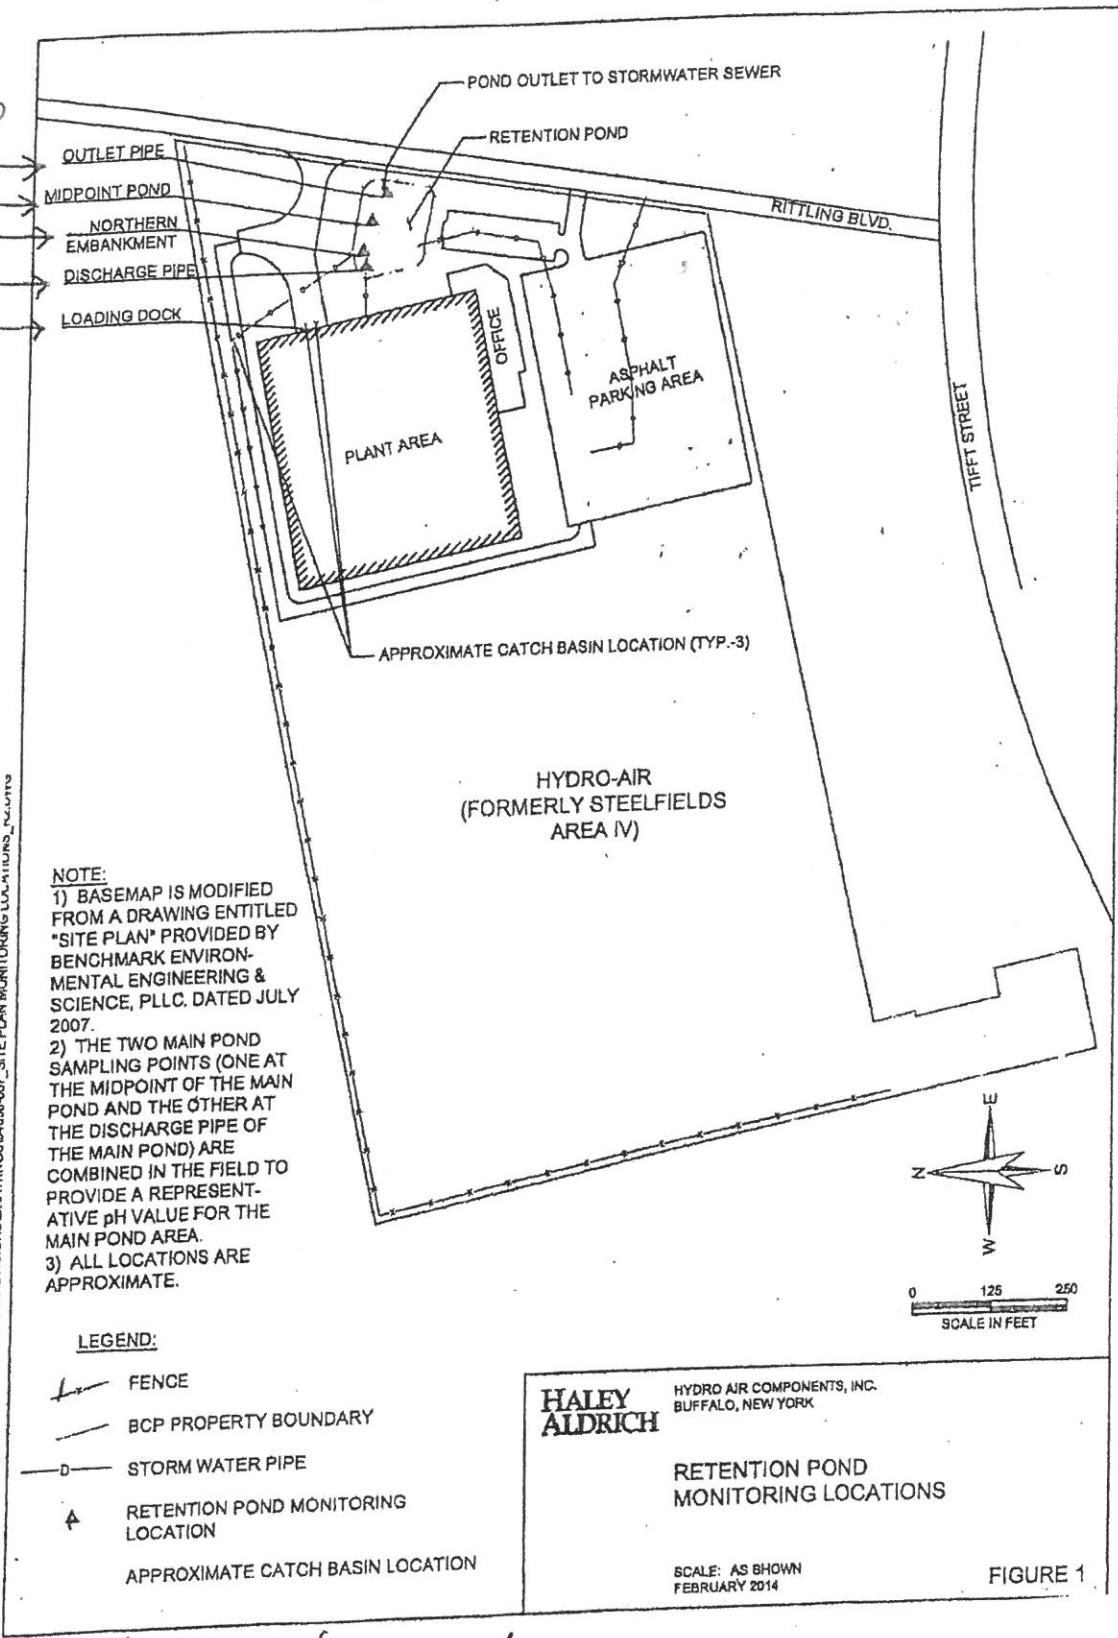 POND OUTLET TO STORMWATER SEWER
RETENTION POND
OUTLET PIPE
MIDPOINT POND
NORTHERN
EMBANKMENT
DISCHARGE PIPE
LOADING DOCK
RITTLING BLVD.
TIFFT STREET
OFFICE
ASPHALT
PARKING AREA
PLANT AREA
APPROXIMATE CATCH BASIN LOCATION (TYP.-3)
HYDRO-AIR
(FORMERLY STEELFIELDS
AREA IV)
NOTE:
1) BASEMAP IS MODIFIED
FROM A DRAWING ENTITLED
"SITE PLAN" PROVIDED BY
BENCHMARK ENVIRON-
MENTAL ENGINEERING &
SCIENCE, PLLC. DATED JULY
2007.
2) THE TWO MAIN POND
SAMPLING POINTS (ONE AT
THE MIDPOINT OF THE MAIN
POND AND THE OTHER AT
THE DISCHARGE PIPE OF
THE MAIN POND) ARE
COMBINED IN THE FIELD TO
PROVIDE A REPRESENT-
ATIVE pH VALUE FOR THE
MAIN POND AREA.
3) ALL LOCATIONS ARE
APPROXIMATE.
E
N
S
W
0 125 250
SCALE IN FEET
LEGEND:
FENCE
BCP PROPERTY BOUNDARY
D
STORM WATER PIPE
RETENTION POND MONITORING
LOCATION
APPROXIMATE CATCH BASIN LOCATION
HALEY
ALDRICH
HYDRO AIR COMPONENTS, INC.
BUFFALO, NEW YORK
RETENTION POND
MONITORING LOCATIONS
SCALE: AS SHOWN
FEBRUARY 2014
FIGURE 1